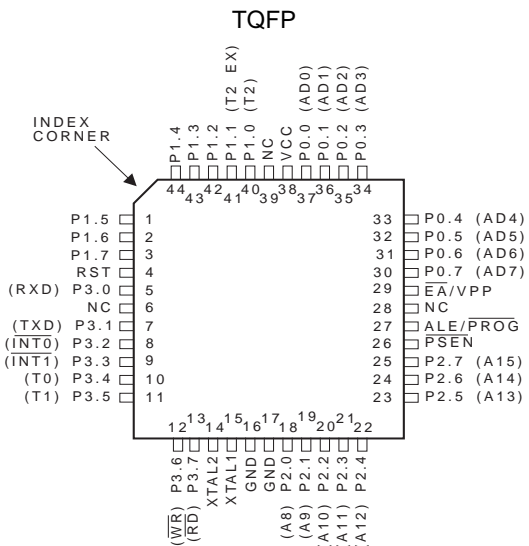 TQFP
INDEX
CORNER
P1.4
P1.3
P1.2
P1.1 (T2 EX)
P1.0 (T2)
NC
VCC
P0.0 (AD0)
P0.1 (AD1)
P0.2 (AD2)
P0.3 (AD3)
44 43 42 41 40 39 38 37 36 35 34
P1.5 1
P1.6 2
P1.7 3
RST 4
(RXD) P3.0 5
NC 6
(TXD) P3.1 7
(INT0) P3.2 8
(INT1) P3.3 9
(T0) P3.4 10
(T1) P3.5 11
33 P0.4 (AD4)
32 P0.5 (AD5)
31 P0.6 (AD6)
30 P0.7 (AD7)
29 EA/VPP
28 NC
27 ALE/PROG
26 PSEN
25 P2.7 (A15)
24 P2.6 (A14)
23 P2.5 (A13)
12 13 14 15 16 17 18 19 20 21 22
(WR) P3.6
(RD) P3.7
XTAL2
XTAL1
GND
GND
(A8) P2.0
(A9) P2.1
(A10) P2.2
(A11) P2.3
(A12) P2.4